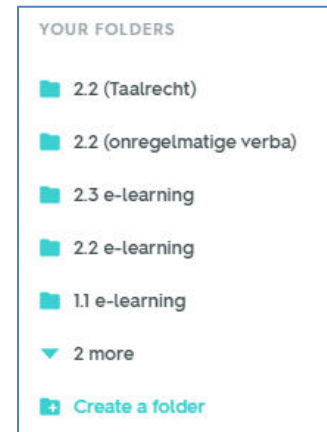 YOUR FOLDERS
2.2 (Taalrecht)
2.2 (onregelmatige verba)
2.3 e-learning
2.2 e-learning
1.1 e-learning
2 more
Create a folder